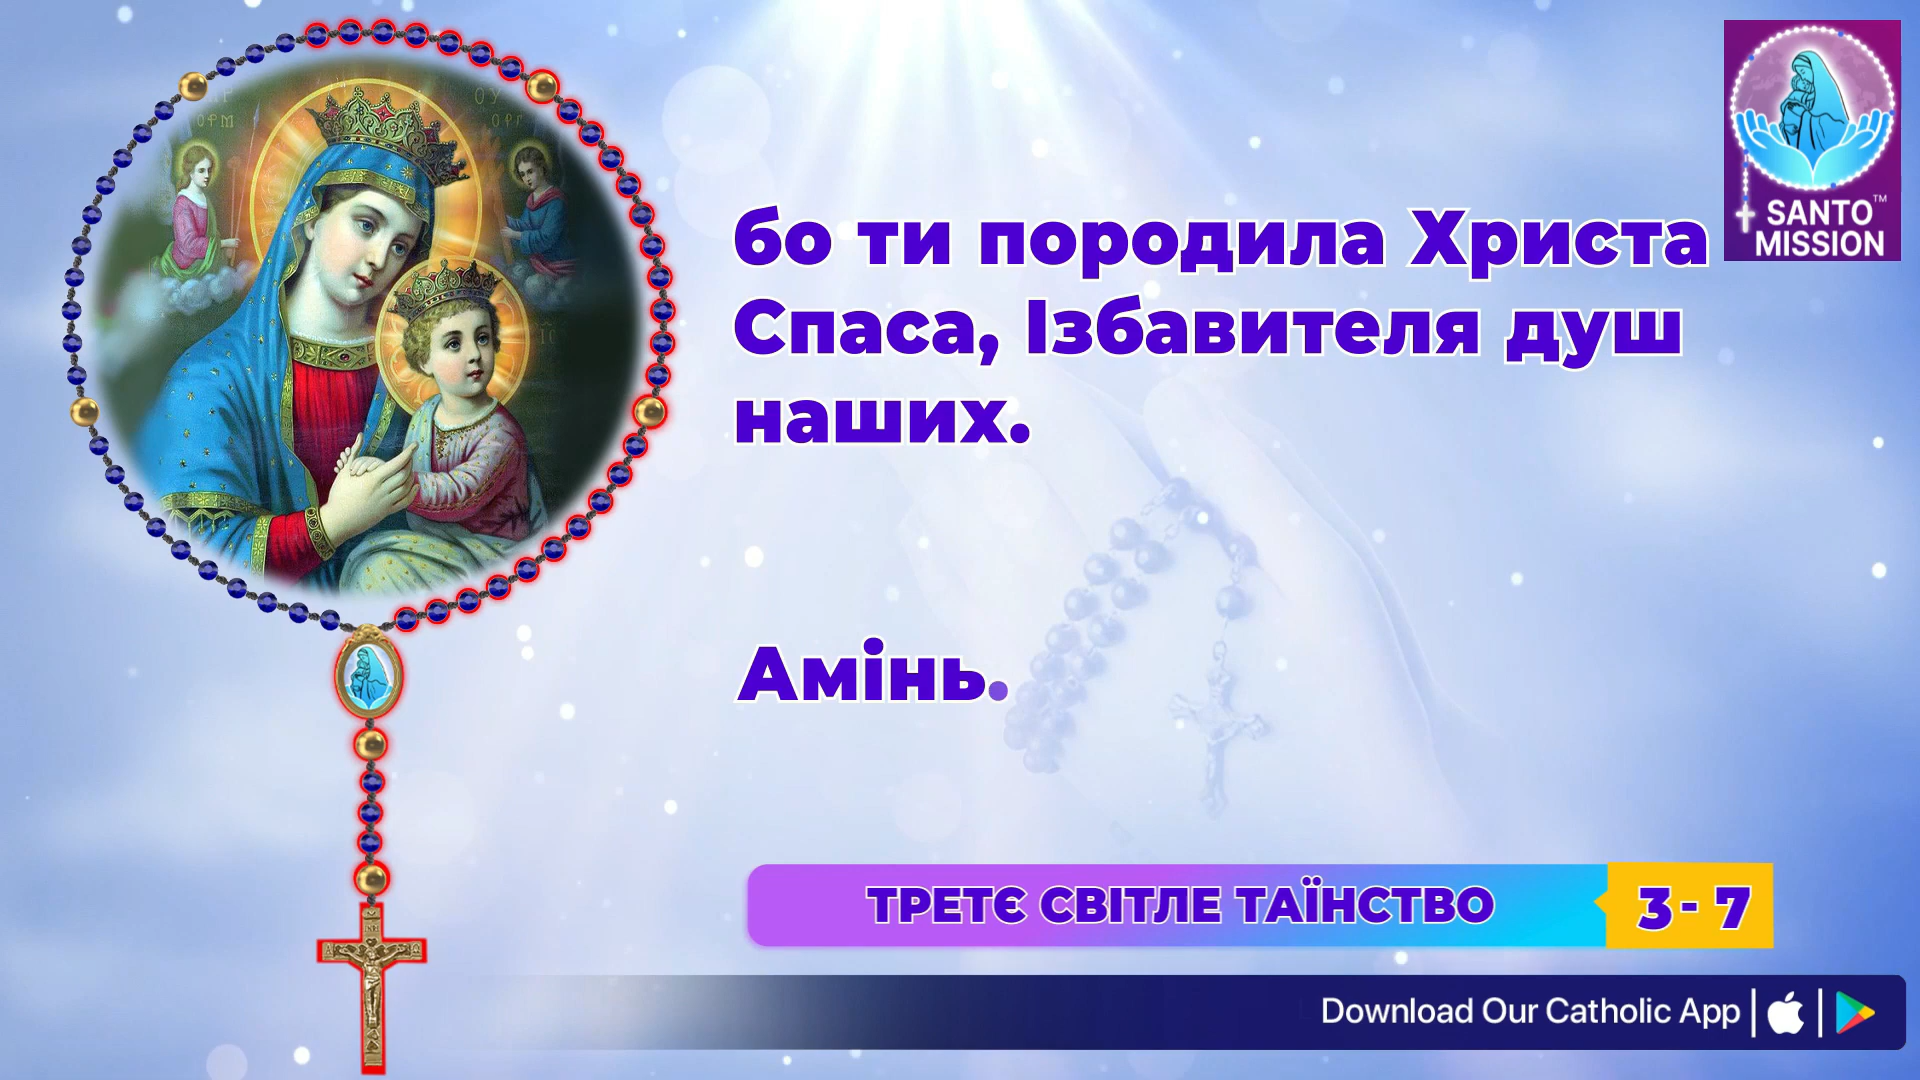 бо ти породила Христа
Спаса, Ізбавителя душ
наших.
Амінь.
SANTO™
MISSION
ТРЕТЄ СВІТЛЕ ТАЇНСТВО
3 - 7
Download Our Catholic App